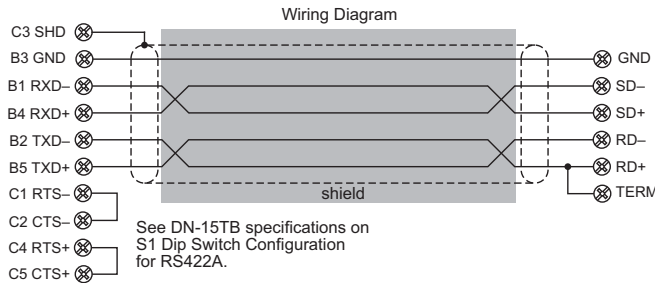 Wiring Diagram
C3 SHD
B3 GND
GND
B1 RXD–
SD–
B4 RXD+
SD+
B2 TXD–
RD–
B5 TXD+
RD+
C1 RTS–
shield
TERM
C2 CTS–
See DN-15TB specifications on
S1 Dip Switch Configuration
for RS422A.
C4 RTS+
C5 CTS+